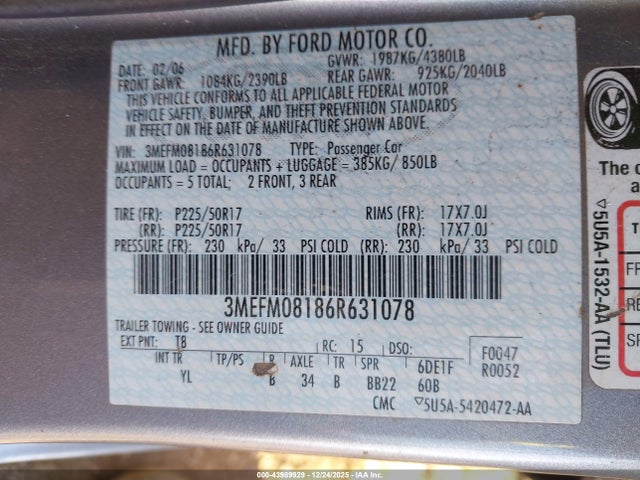 MFD. BY FORD MOTOR CO.
DATE: 02/06 GVWR: 1987KG/4380LB
FRONT GAWR: 1084KG/2390LB REAR GAWR: 925KG/2040LB
THIS VEHICLE CONFORMS TO ALL APPLICABLE FEDERAL MOTOR
VEHICLE SAFETY, BUMPER, AND THEFT PREVENTION STANDARDS
IN EFFECT ON THE DATE OF MANUFACTURE SHOWN ABOVE.
VIN: 3MEFM08186R631078 TYPE: Passenger Car
MAXIMUM LOAD = OCCUPANTS + LUGGAGE = 385KG/ 850LB
OCCUPANTS = 5 TOTAL: 2 FRONT, 3 REAR
TIRE (FR): P225/50R17 RIMS (FR): 17X7.0J
(RR): P225/50R17 (RR): 17X7.0J
PRESSURE (FR): 230 kPa/ 33 PSI COLD (RR): 230 kPa/ 33 PSI COLD
3MEFM08186R631078
TRAILER TOWING - SEE OWNER GUIDE
EXT PNT: T8 RC: 15 DSO: F0047
INT TR TP/PS R AXLE TR SPR 6DE1F R0052
YL B 34 B BB22 60B
CMC ▽5U5A-5420472-AA
The c
a
▽5U5A-1532-AA (TLU)
T
FR
RE
SP
000-43989929 - 12/24/2025 - IAAI.COM